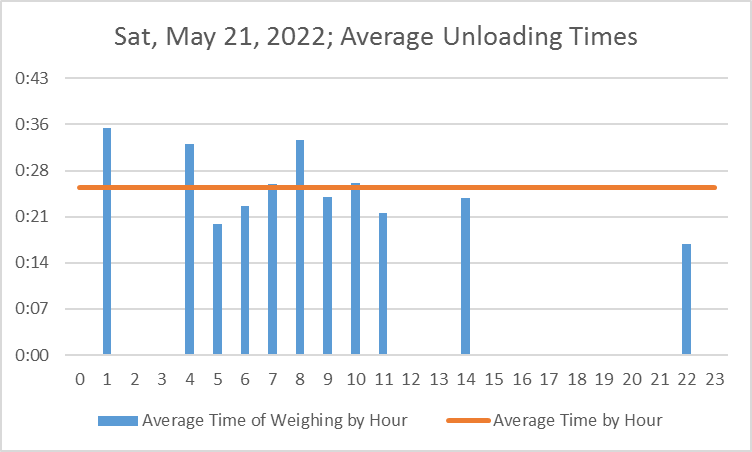 Sat, May 21, 2022; Average Unloading Times
0:43
0:36
0:28
0:21
0:14
0:07
0:00
0 1 2 3 4 5 6 7 8 9 10 11 12 13 14 15 16 17 18 19 20 21 22 23
Average Time of Weighing by Hour Average Time by Hour